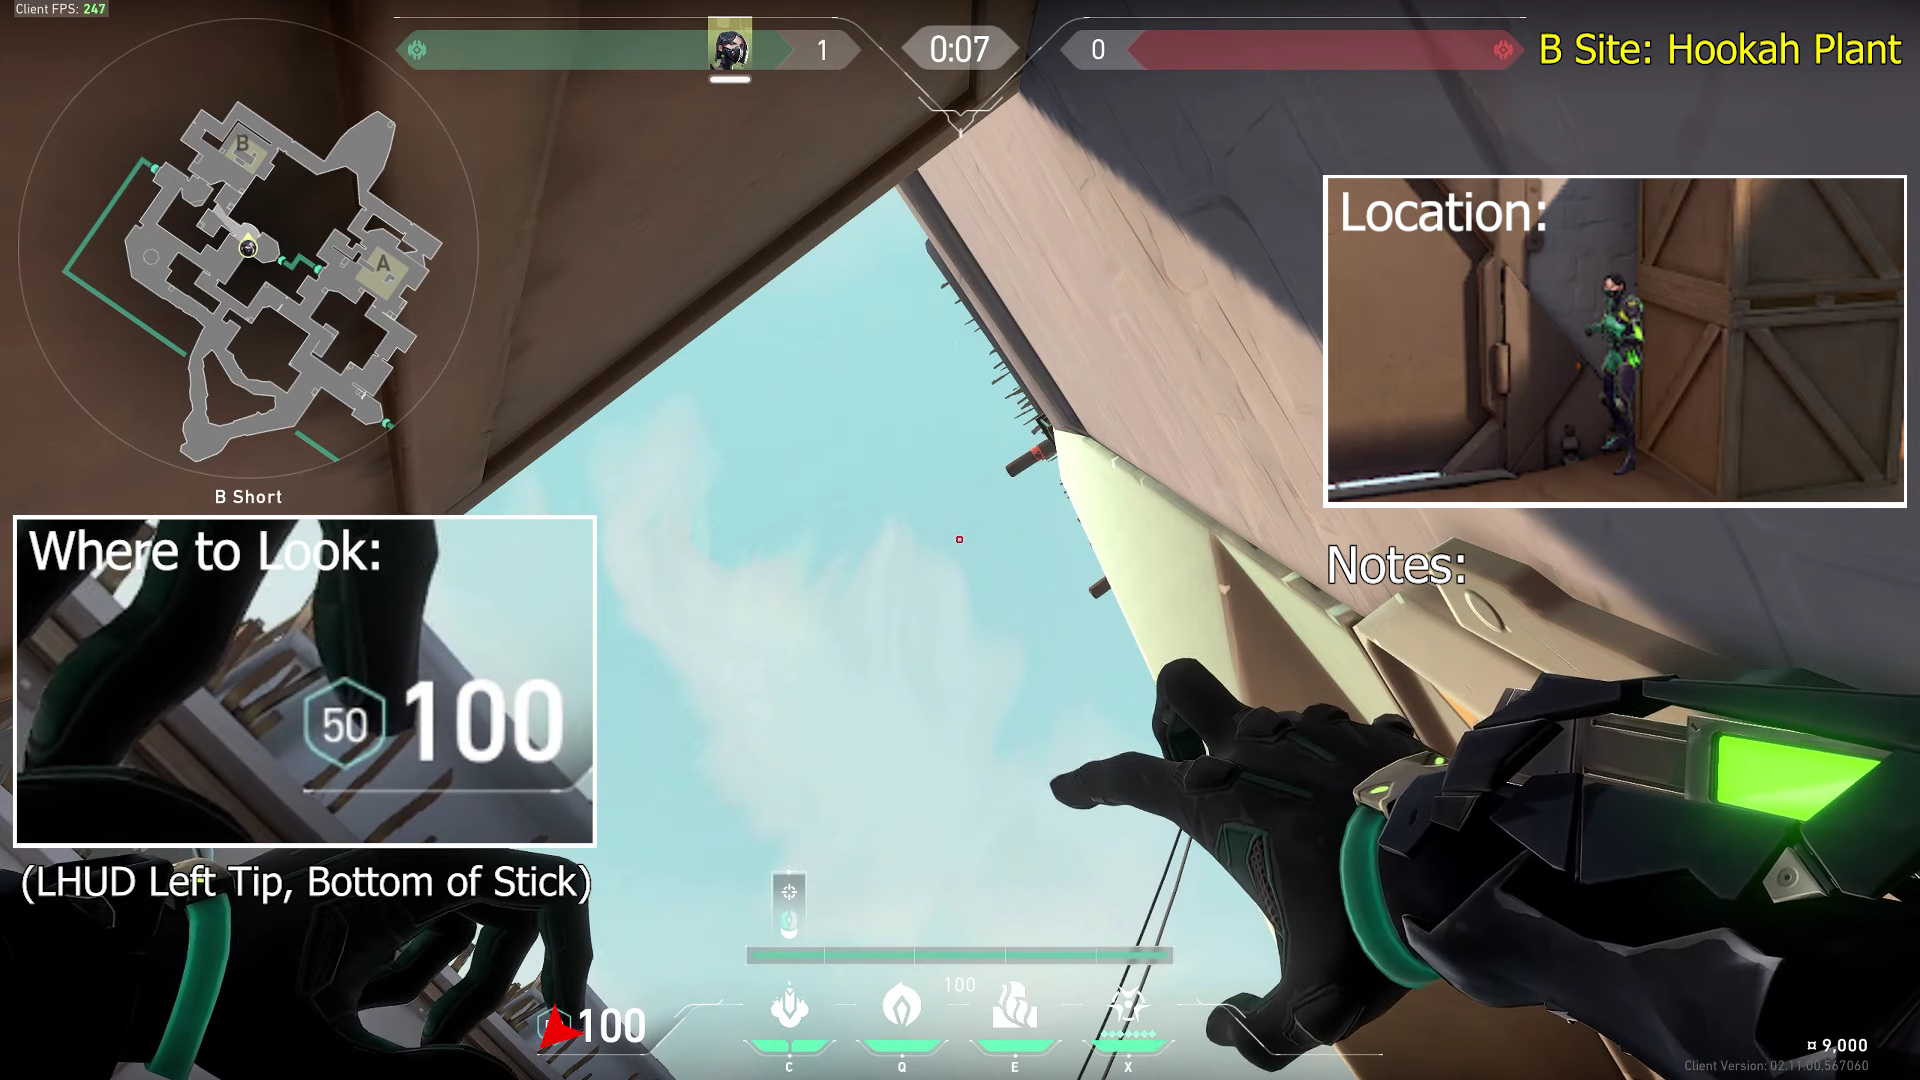 Client FPS: 247
1
0:07
0
B Site: Hookah Plant
B
A
B Short
Location:
Where to Look:
50
100
Notes:
(LHUD Left Tip, Bottom of Stick)
100
100
C
Q
E
X
¤ 9,000
Client Version: 02.11.00.567060